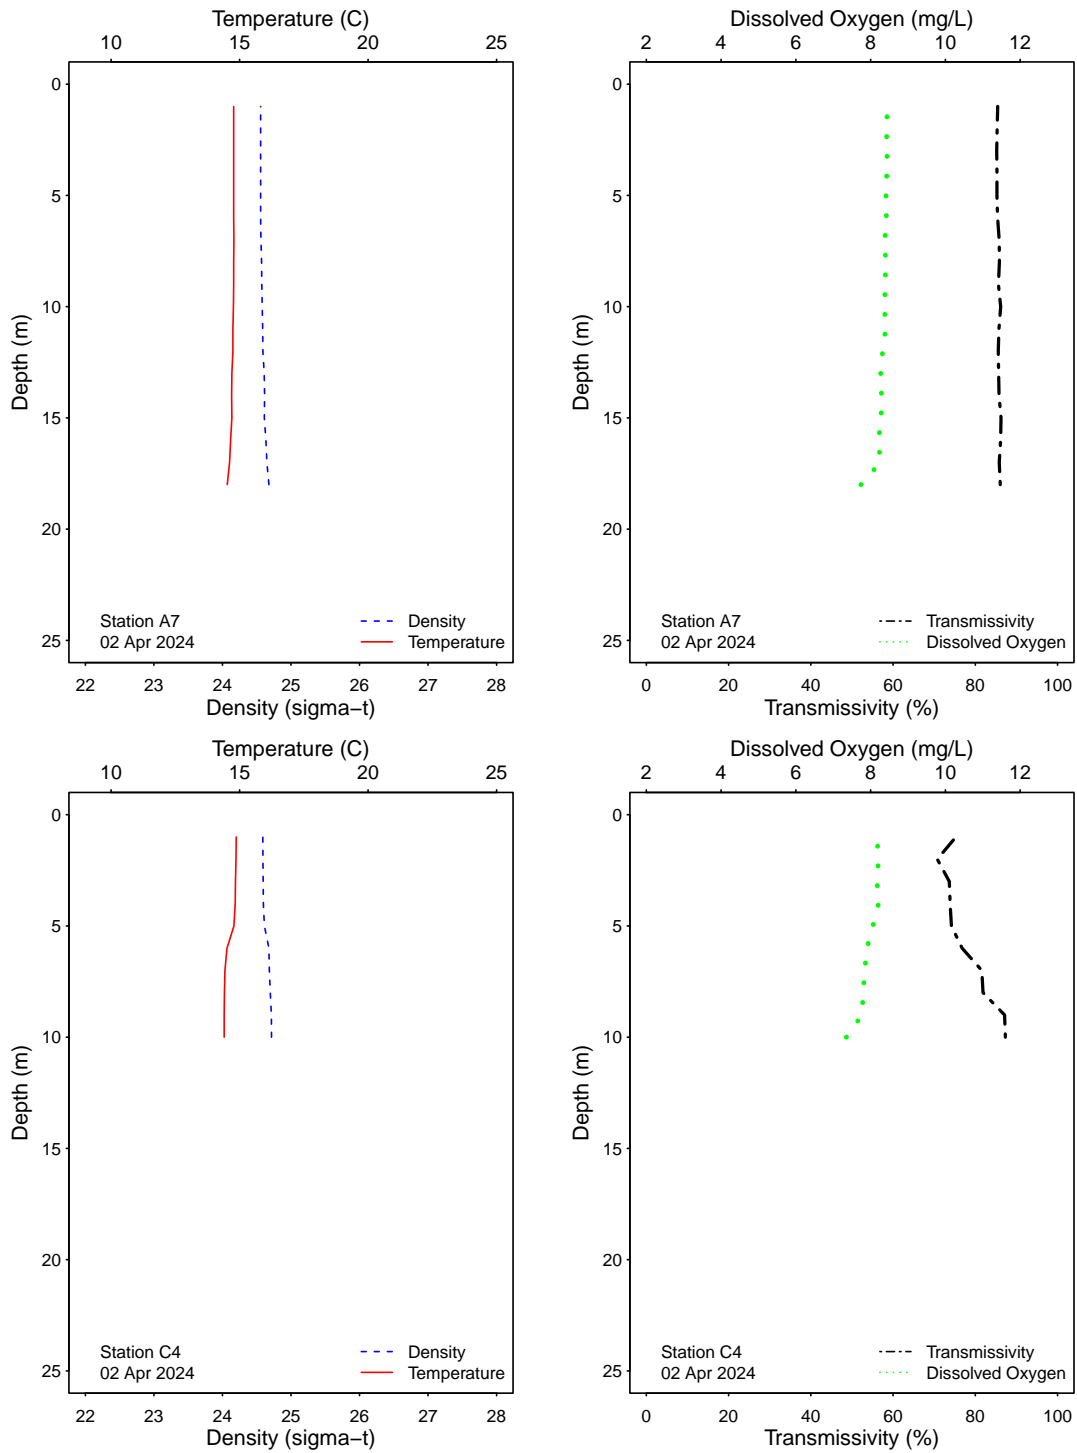 Temperature (C)
10 15 20 25
0
5
10
15
20
25
Depth (m)
Station A7
02 Apr 2024
Density
Temperature
22 23 24 25 26 27 28
Density (sigma−t)
Dissolved Oxygen (mg/L)
2 4 6 8 10 12
0
5
10
15
20
25
Depth (m)
Station A7
02 Apr 2024
Transmissivity
Dissolved Oxygen
0 20 40 60 80 100
Transmissivity (%)
Temperature (C)
10 15 20 25
0
5
10
15
20
25
Depth (m)
Station C4
02 Apr 2024
Density
Temperature
22 23 24 25 26 27 28
Density (sigma−t)
Dissolved Oxygen (mg/L)
2 4 6 8 10 12
0
5
10
15
20
25
Depth (m)
Station C4
02 Apr 2024
Transmissivity
Dissolved Oxygen
0 20 40 60 80 100
Transmissivity (%)